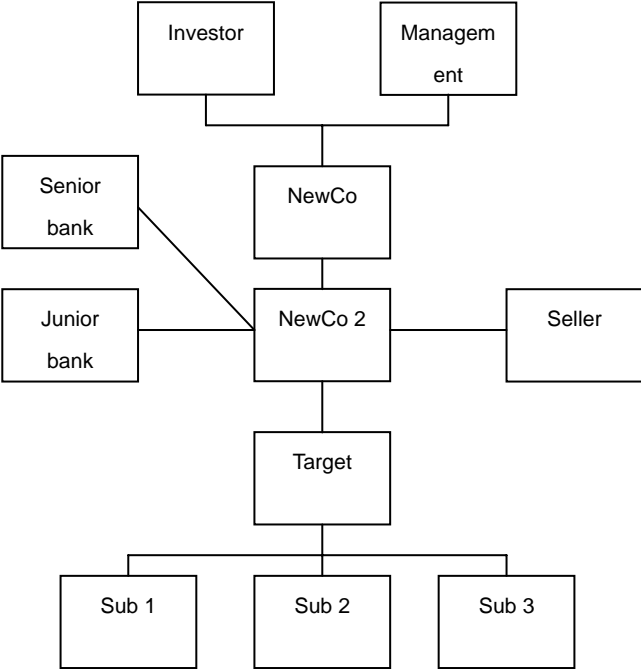 Investor
Managem
ent
Senior
bank
NewCo
Junior
bank
NewCo 2
Seller
Target
Sub 1
Sub 2
Sub 3